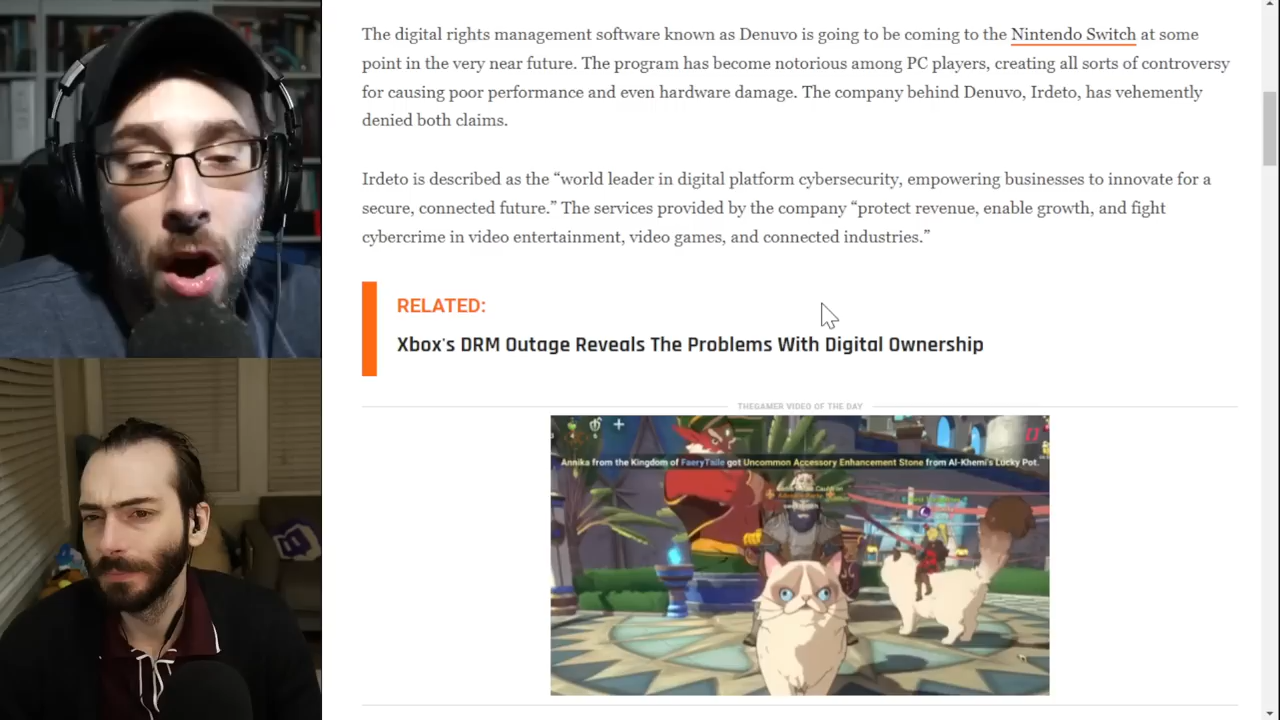 The digital rights management software known as Denuvo is going to be coming to the Nintendo Switch at some
point in the very near future. The program has become notorious among PC players, creating all sorts of controversy
for causing poor performance and even hardware damage. The company behind Denuvo, Irdeto, has vehemently
denied both claims.
Irdeto is described as the “world leader in digital platform cybersecurity, empowering businesses to innovate for a
secure, connected future.” The services provided by the company “protect revenue, enable growth, and fight
cybercrime in video entertainment, video games, and connected industries.”
RELATED:
Xbox's DRM Outage Reveals The Problems With Digital Ownership
THEGAMER VIDEO OF THE DAY
Annika from the Kingdom of FaeryTaile got Uncommon Accessory Enhancement Stone from Al-Khemi's Lucky Pot.